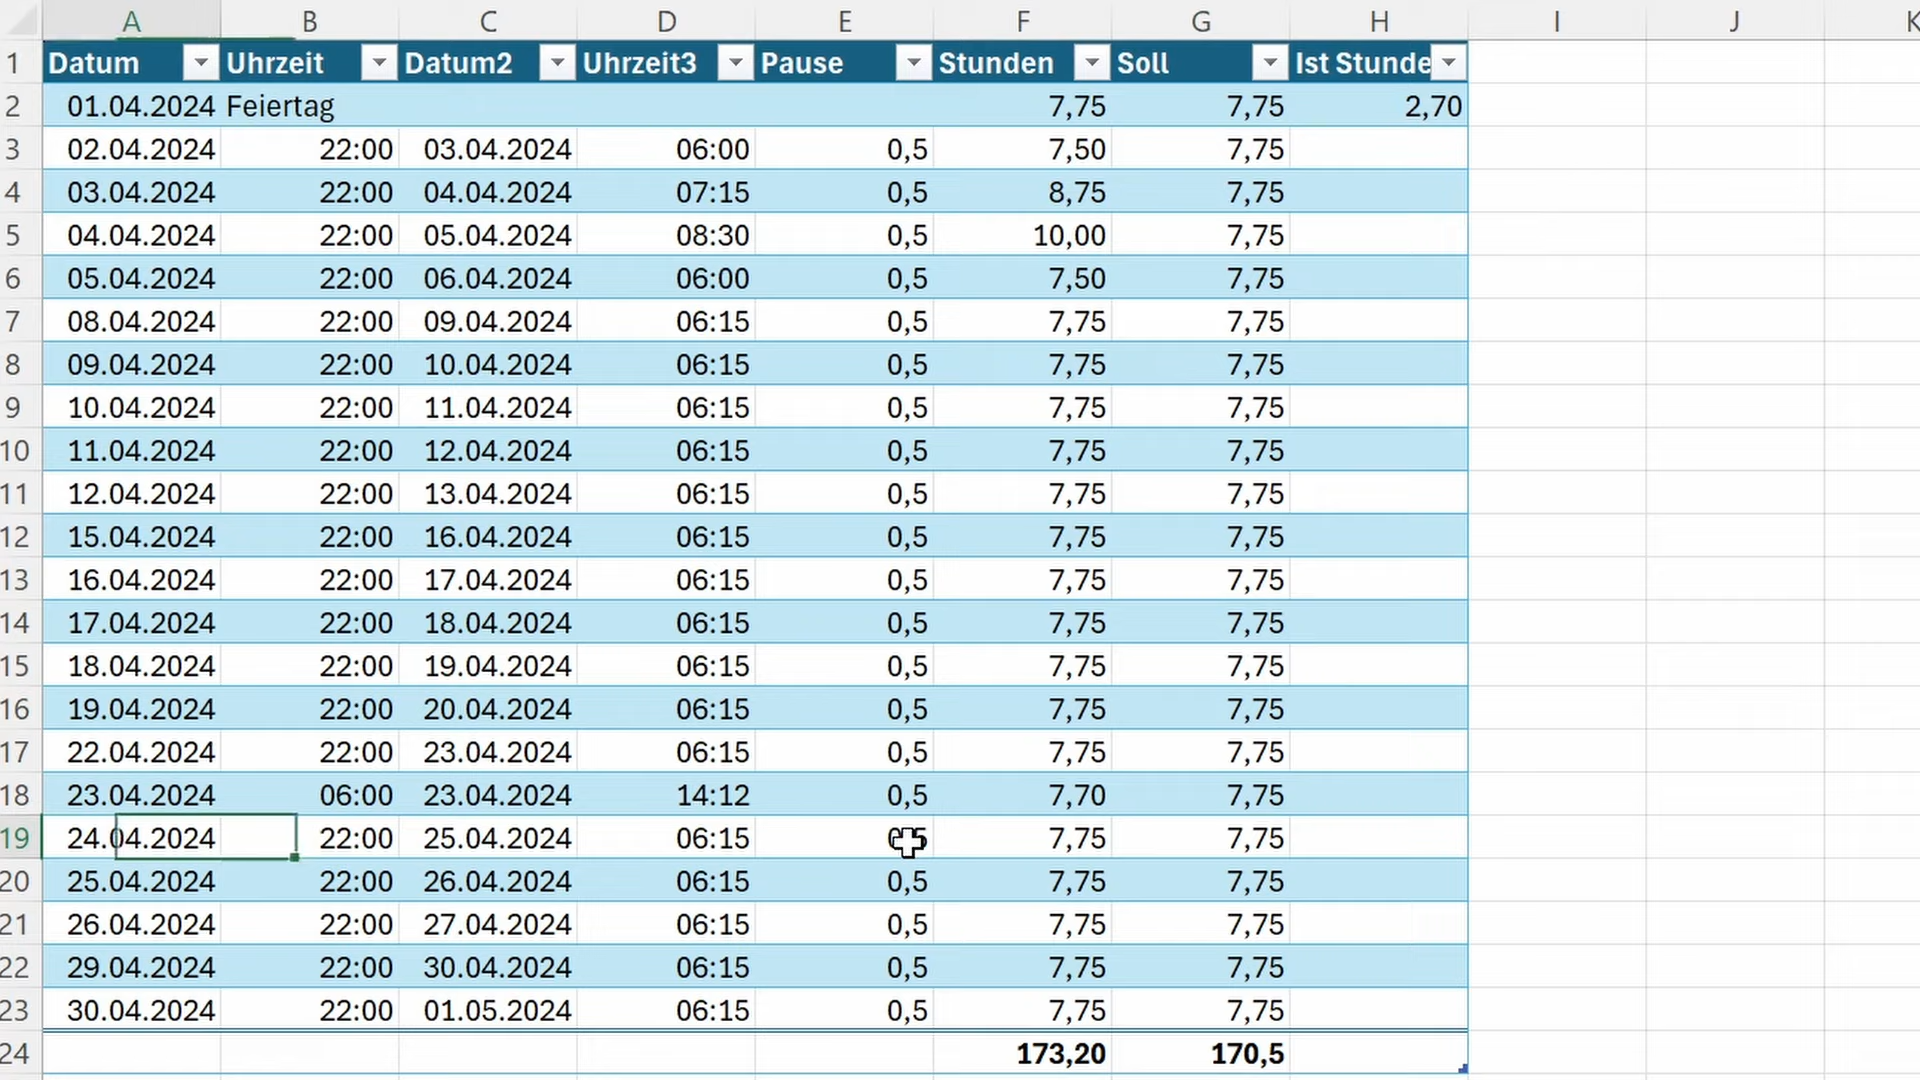 A B C D E F G H I J K
1 Datum Uhrzeit Datum2 Uhrzeit3 Pause Stunden Soll Ist Stunde
2 01.04.2024 Feiertag 7,75 7,75 2,70
3 02.04.2024 22:00 03.04.2024 06:00 0,5 7,50 7,75
4 03.04.2024 22:00 04.04.2024 07:15 0,5 8,75 7,75
5 04.04.2024 22:00 05.04.2024 08:30 0,5 10,00 7,75
6 05.04.2024 22:00 06.04.2024 06:00 0,5 7,50 7,75
7 08.04.2024 22:00 09.04.2024 06:15 0,5 7,75 7,75
8 09.04.2024 22:00 10.04.2024 06:15 0,5 7,75 7,75
9 10.04.2024 22:00 11.04.2024 06:15 0,5 7,75 7,75
10 11.04.2024 22:00 12.04.2024 06:15 0,5 7,75 7,75
11 12.04.2024 22:00 13.04.2024 06:15 0,5 7,75 7,75
12 15.04.2024 22:00 16.04.2024 06:15 0,5 7,75 7,75
13 16.04.2024 22:00 17.04.2024 06:15 0,5 7,75 7,75
14 17.04.2024 22:00 18.04.2024 06:15 0,5 7,75 7,75
15 18.04.2024 22:00 19.04.2024 06:15 0,5 7,75 7,75
16 19.04.2024 22:00 20.04.2024 06:15 0,5 7,75 7,75
17 22.04.2024 22:00 23.04.2024 06:15 0,5 7,75 7,75
18 23.04.2024 06:00 23.04.2024 14:12 0,5 7,70 7,75
19 24.04.2024 22:00 25.04.2024 06:15 7,75 7,75
20 25.04.2024 22:00 26.04.2024 06:15 0,5 7,75 7,75
21 26.04.2024 22:00 27.04.2024 06:15 0,5 7,75 7,75
22 29.04.2024 22:00 30.04.2024 06:15 0,5 7,75 7,75
23 30.04.2024 22:00 01.05.2024 06:15 0,5 7,75 7,75
24 173,20 170,5